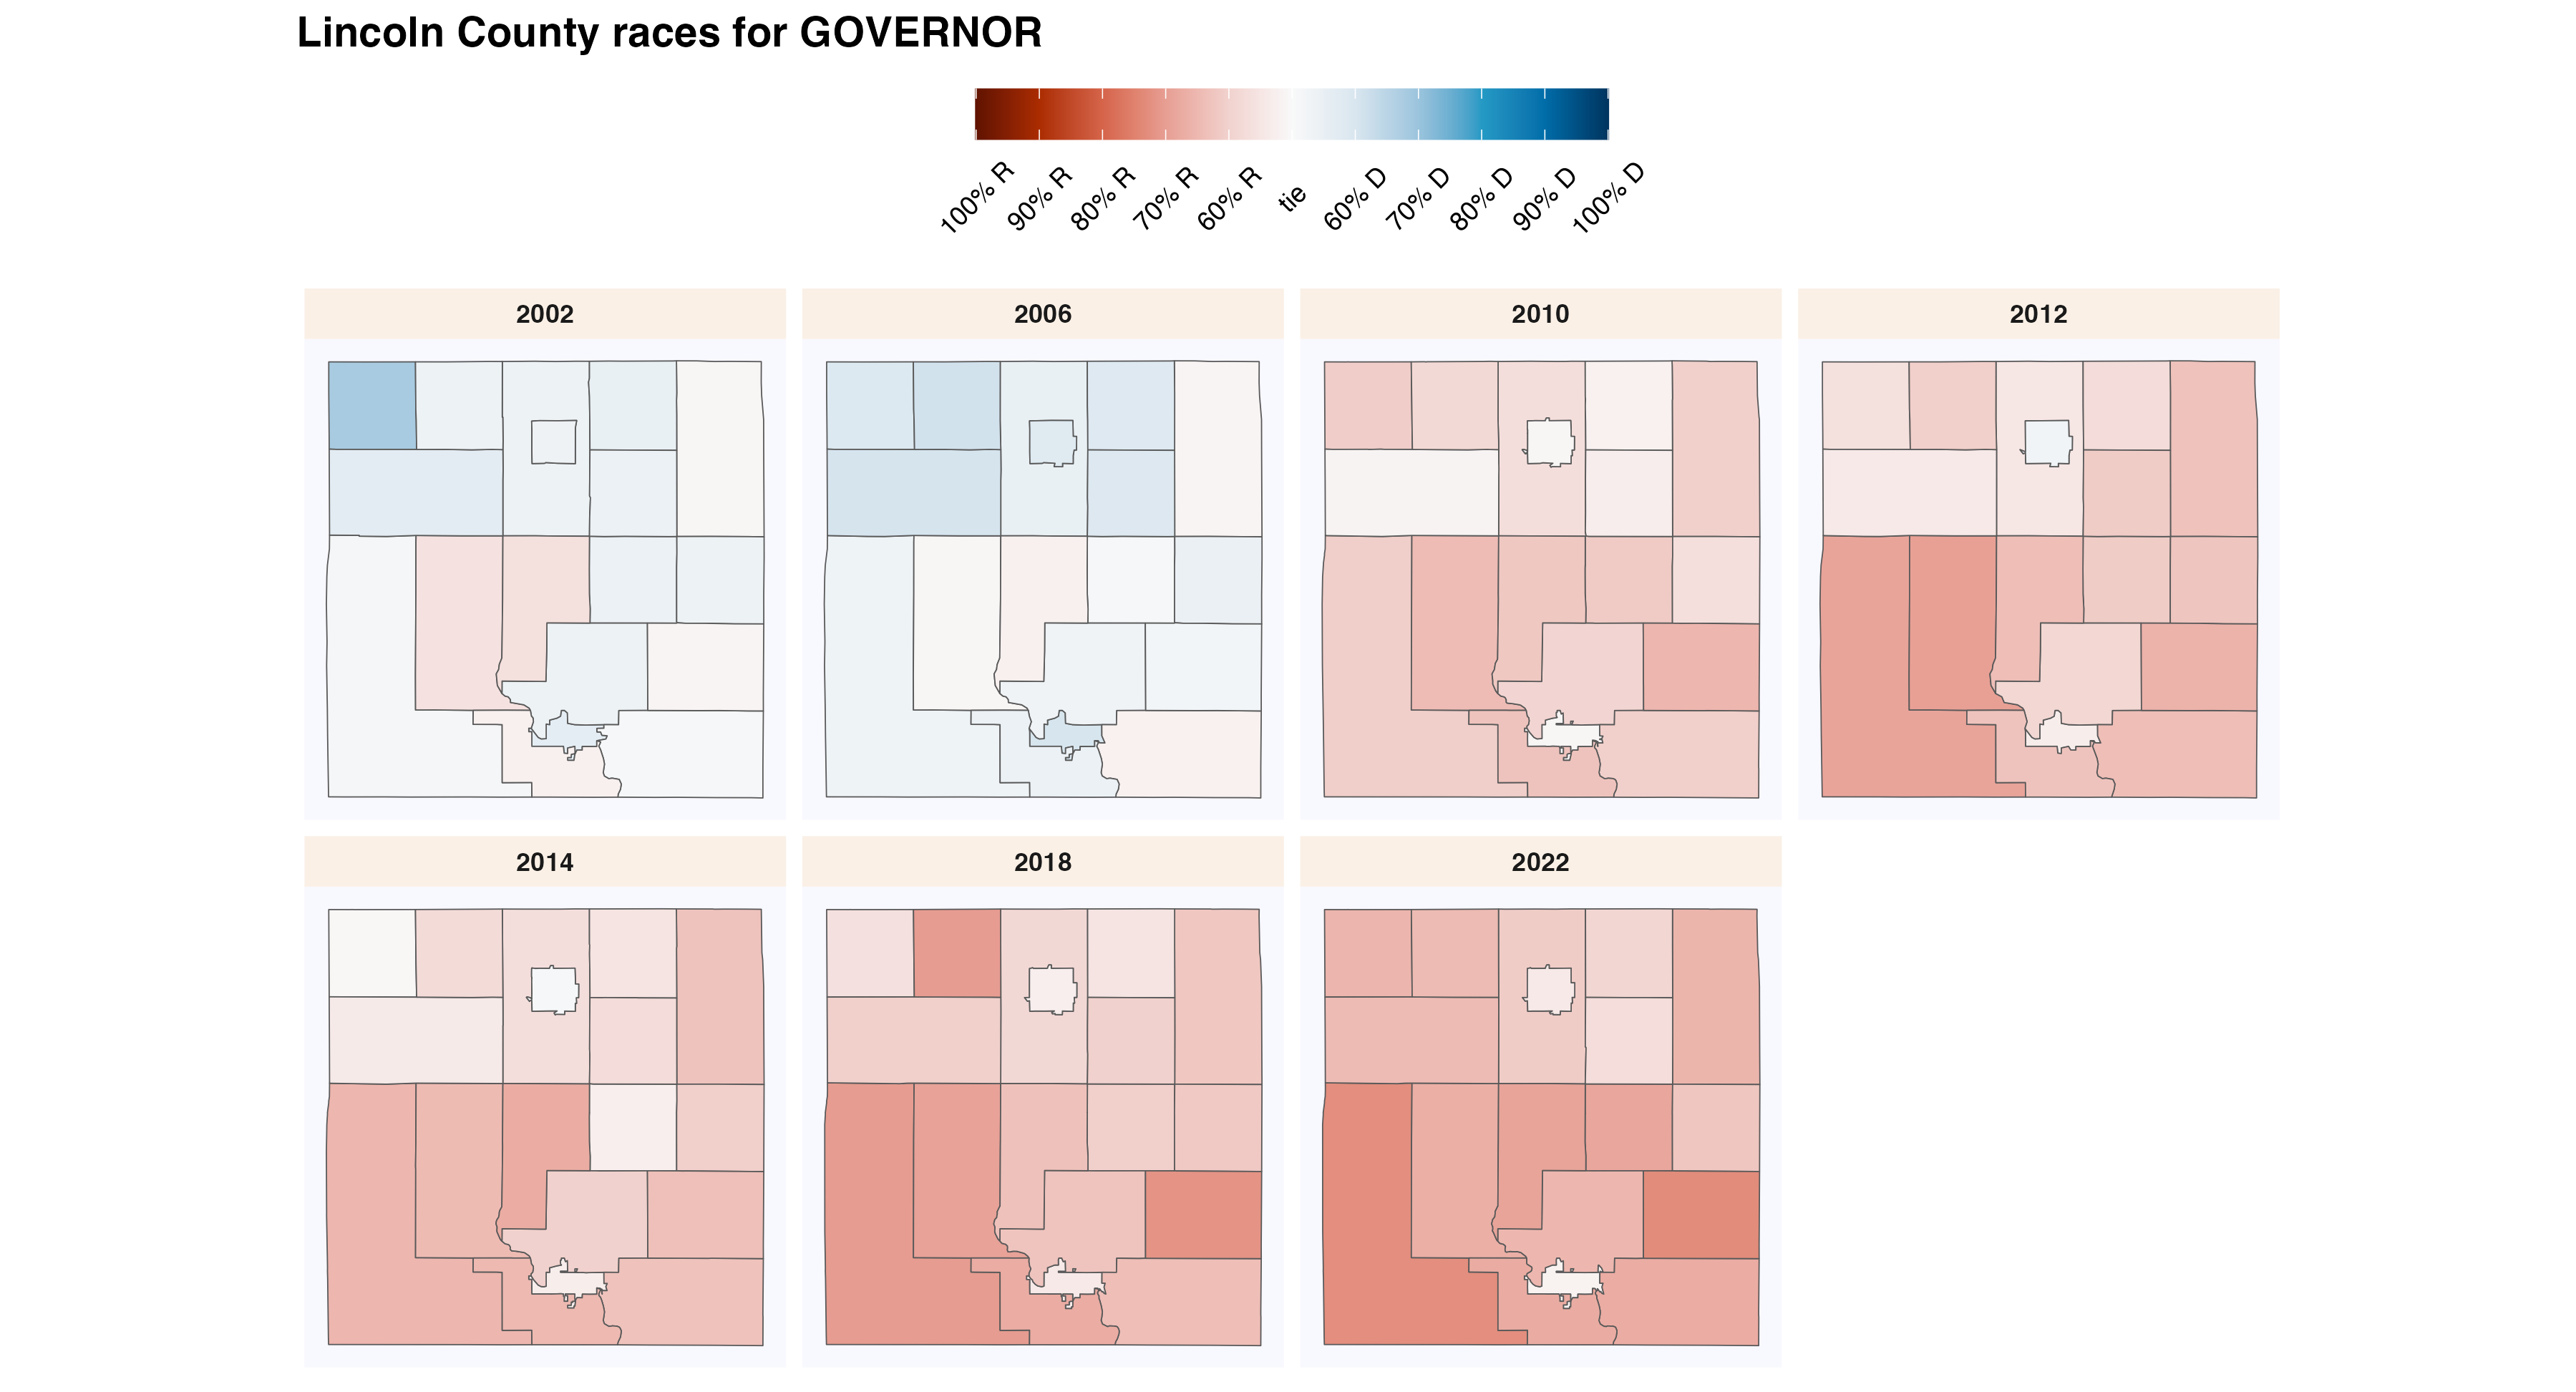 Lincoln County races for GOVERNOR
100% R
90% R
80% R
70% R
60% R
tie
60% D
70% D
80% D
90% D
100% D
2002
2006
2010
2012
2014
2018
2022